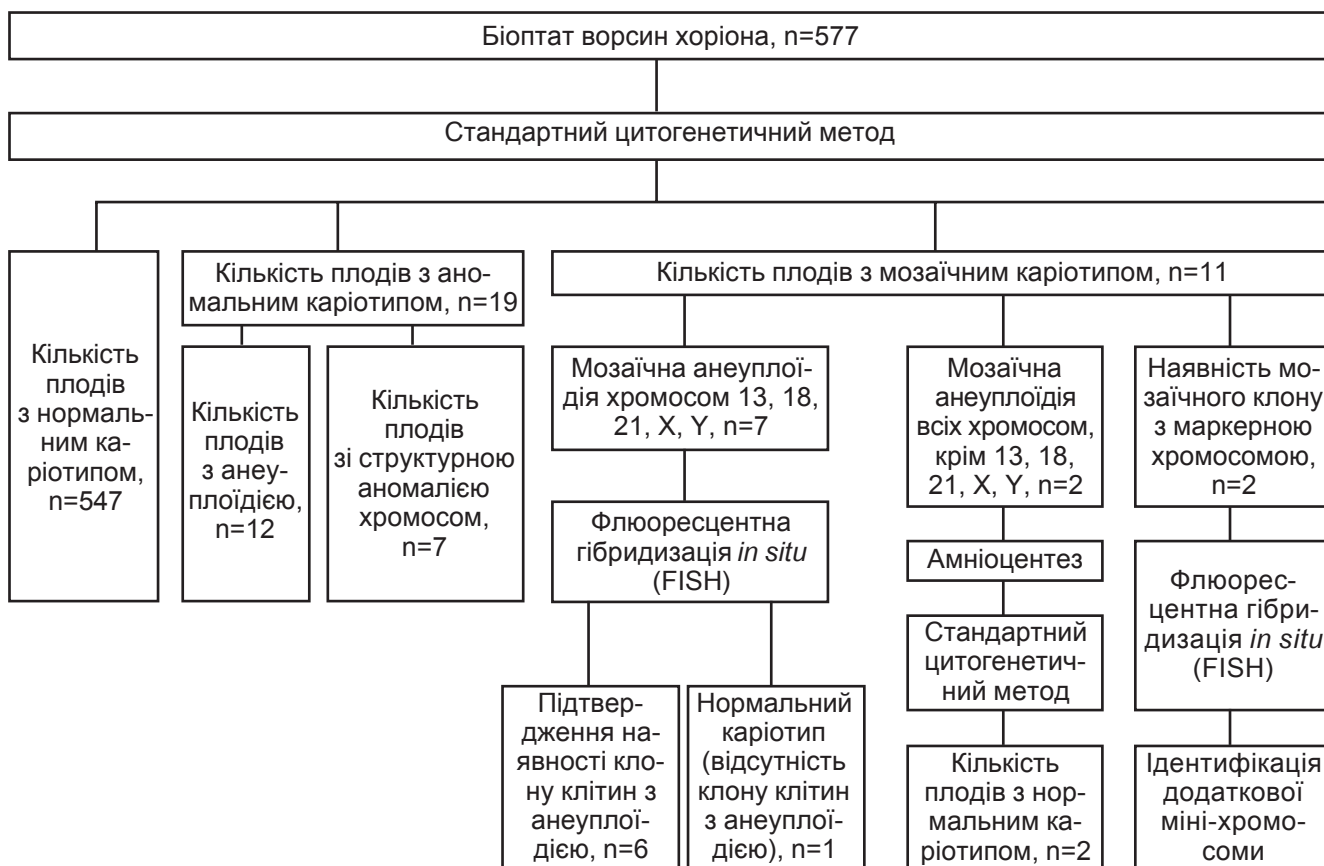 Біоптат ворсин хоріона, n=577
Стандартний цитогенетичний метод
Кількість
плодів
з нормаль-
ним ка-
ріотипом,
n=547
Кількість плодів з ано-
мальним каріотипом, n=19
Кількість
плодів
з анеу-
плоїдією,
n=12
Кількість
плодів
зі структурною
аномалією
хромосом,
n=7
Кількість плодів з мозаїчним каріотипом, n=11
Мозаїчна анеуплої-
дія хромосом 13, 18,
21, X, Y, n=7
Флюоресцентна
гібридизація in situ
(FISH)
Підтвер-
дження на-
явності кло-
ну клітин з
анеуплої-
дією, n=6
Нормальний
каріотип
(відсутність
клону клітин
з анеуплої-
дією), n=1
Мозаїчна
анеуплоїдія
всіх хромосом,
крім 13, 18,
21, X, Y, n=2
Амніоцентез
Стандартний
цитогенетич-
ний метод
Кількість
плодів з нор-
мальним ка-
ріотипом, n=2
Наявність мо-
заїчного клону
з маркерною
хромосомою,
n=2
Флюорес-
центна гібри-
дизація in situ
(FISH)
Ідентифікація
додаткової
міні-хромо-
соми